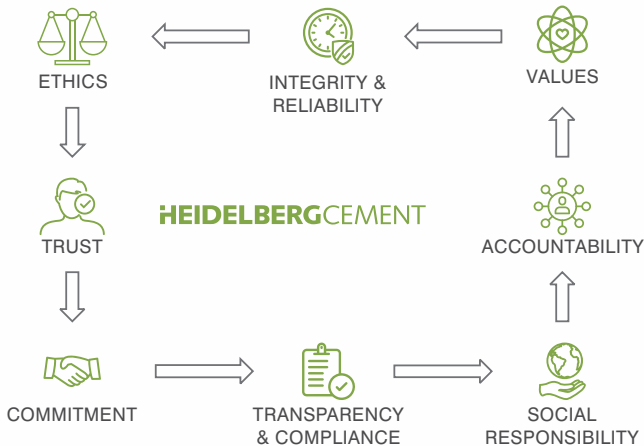 ETHICS
INTEGRITY &
RELIABILITY
VALUES
TRUST
HEIDELBERGCEMENT
ACCOUNTABILITY
COMMITMENT
TRANSPARENCY
& COMPLIANCE
SOCIAL
RESPONSIBILITY